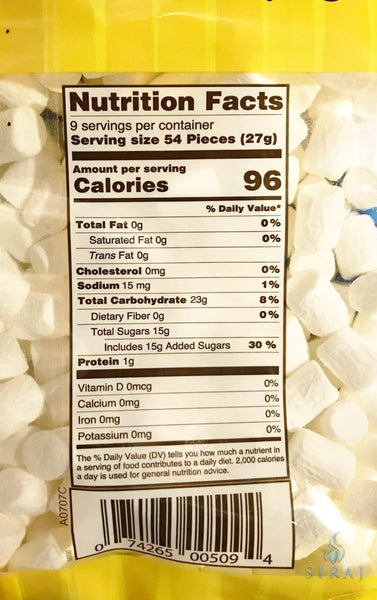 Nutrition Facts
9 servings per container
Serving size 54 Pieces (27g)
Amount per serving
Calories 96
% Daily Value*
Total Fat 0g 0%
Saturated Fat 0g 0%
Trans Fat 0g
Cholesterol 0mg 0%
Sodium 15 mg 1%
Total Carbohydrate 23g 8%
Dietary Fiber 0g 0%
Total Sugars 15g
Includes 15g Added Sugars 30 %
Protein 1g
Vitamin D 0mcg 0%
Calcium 0mg 0%
Iron 0mg 0%
Potassium 0mg 0%
The % Daily Value (DV) tells you how much a nutrient in
a serving of food contributes to a daily diet. 2,000 calories
a day is used for general nutrition advice.
A0707C
0 74265 00509 4
SIRAJ